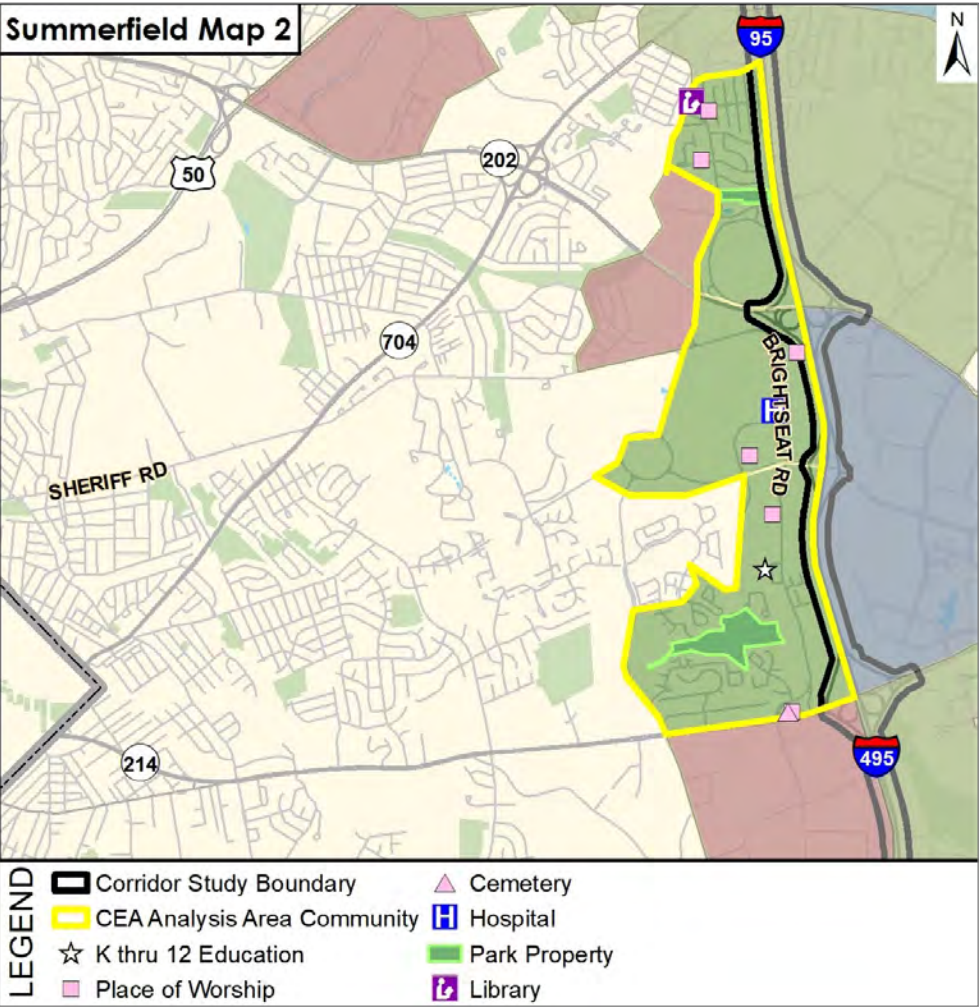 Summerfield Map 2
N
95
50
202
704
BRIGHTSEAT RD
H
SHERIFF RD
214
495
LEGEND
Corridor Study Boundary
CEA Analysis Area Community
K thru 12 Education
Place of Worship
Cemetery
H Hospital
Park Property
Library